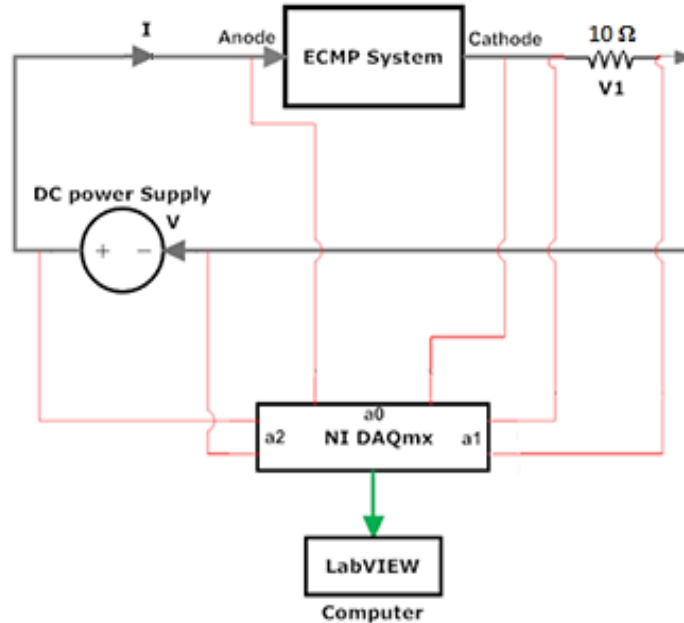 I
Anode
ECMP System
Cathode
10 Ω
V1
DC power Supply
V
+
−
a0
a2
NI DAQmx
a1
LabVIEW
Computer